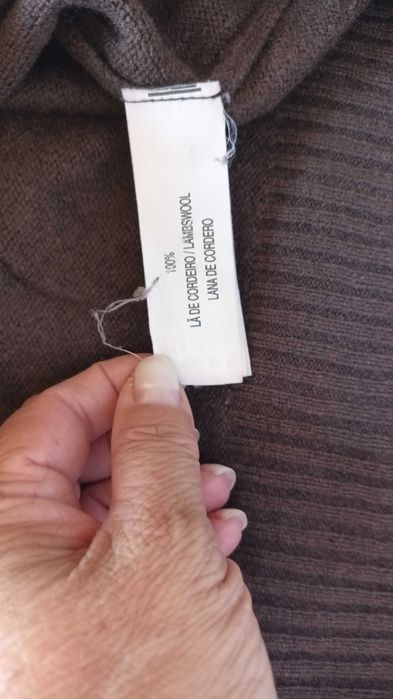 100%
LÃ DE CORDEIRO / LAMBSWOOL
LANA DE CORDERO